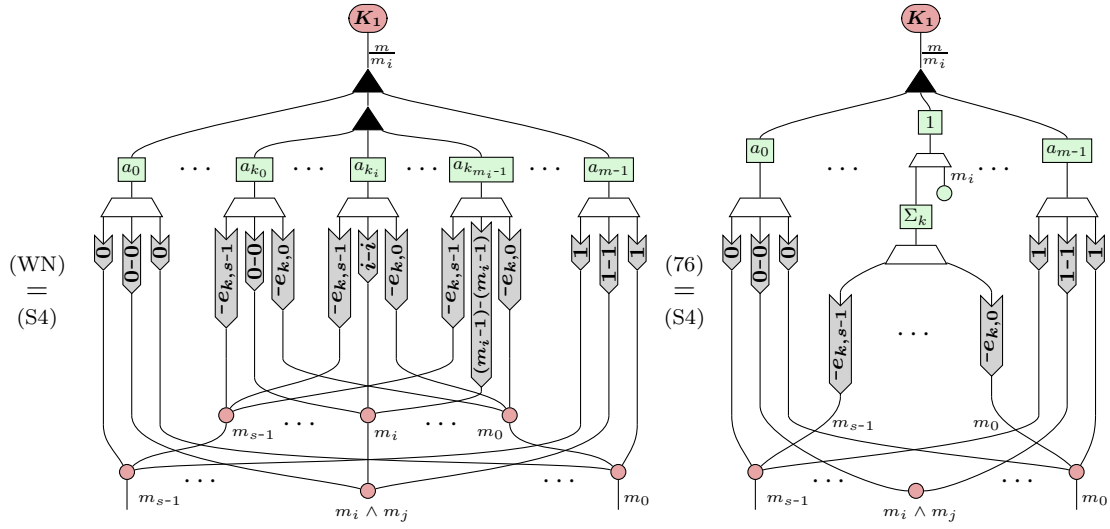 K₁ K₁
m/mᵢ m/mᵢ
1
a₀ ··· a_{k₀} ··· a_{kᵢ} ··· a_{k_{mᵢ-1}} ··· a_{m-1} a₀ ··· mᵢ ··· a_{m-1}
Σ_k
0 0-0 0 -e_{k,s-1} 0-0 -e_{k,0} -e_{k,s-1} i-i -e_{k,0} -e_{k,s-1} (mᵢ-1)-(mᵢ-1) -e_{k,0} 1 1-1 1 0 0-0 0 1 1-1 1
(WN) (76)
= =
(S4) (S4)
-e_{k,s-1} ··· -e_{k,0}
m_{s-1} ··· mᵢ ··· m₀ m_{s-1} m₀
m_{s-1} ··· ··· m₀ m_{s-1} ··· ··· m₀
mᵢ ∧ mⱼ mᵢ ∧ mⱼ